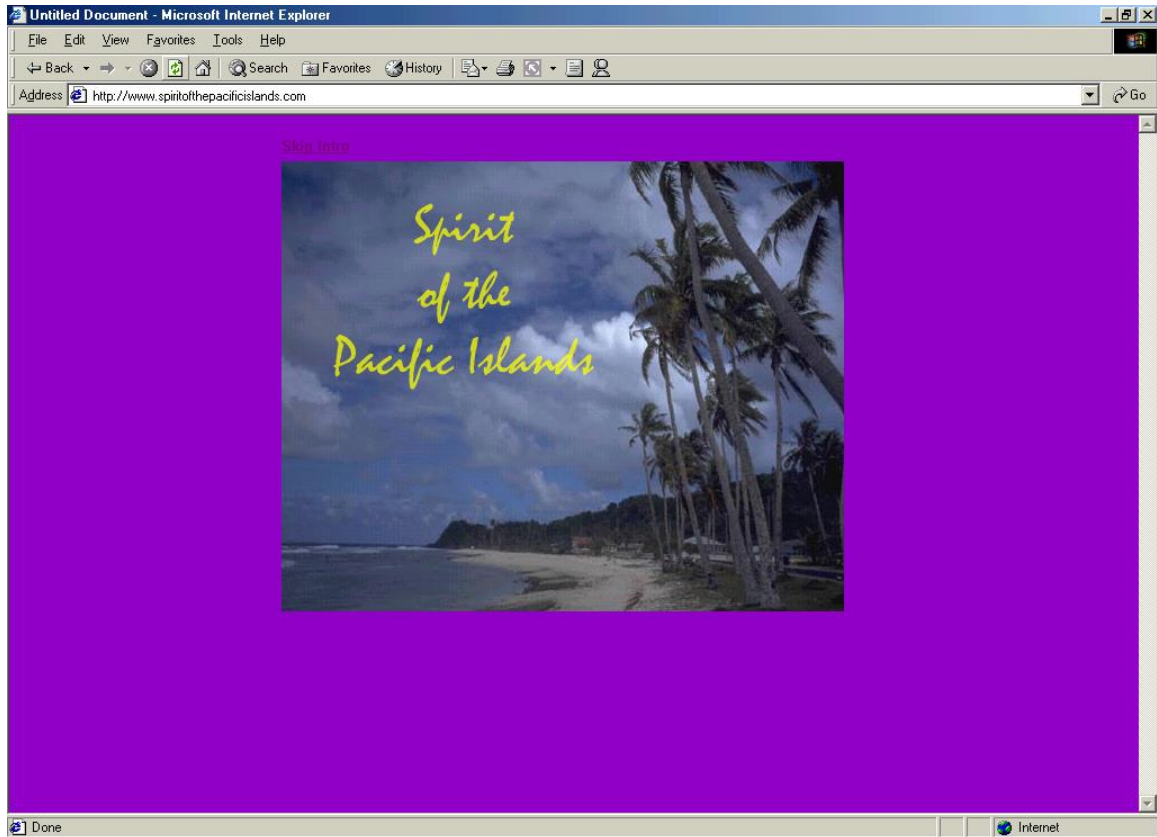 Untitled Document - Microsoft Internet Explorer
File Edit View Favorites Tools Help
Back Search Favorites History
Address http://www.spiritofthepacificislands.com Go
Skip Intro
Spirit
of the
Pacific Islands
Done Internet